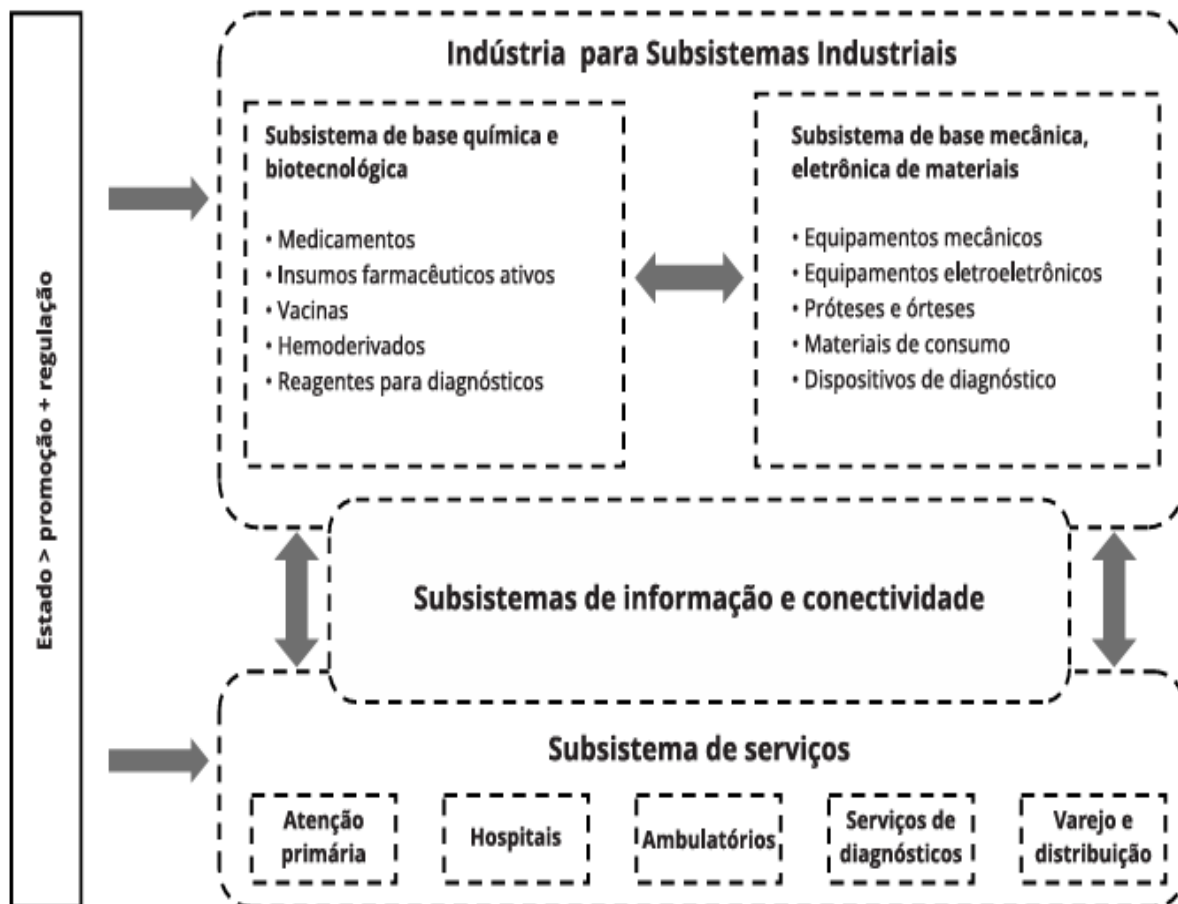 Estado > promoção + regulação
Indústria para Subsistemas Industriais
Subsistema de base química e
biotecnológica
• Medicamentos
• Insumos farmacêuticos ativos
• Vacinas
• Hemoderivados
• Reagentes para diagnósticos
Subsistema de base mecânica,
eletrônica de materiais
• Equipamentos mecânicos
• Equipamentos eletroeletrônicos
• Próteses e órteses
• Materiais de consumo
• Dispositivos de diagnóstico
Subsistemas de informação e conectividade
Subsistema de serviços
Atenção
primária
Hospitais
Ambulatórios
Serviços de
diagnósticos
Varejo e
distribuição